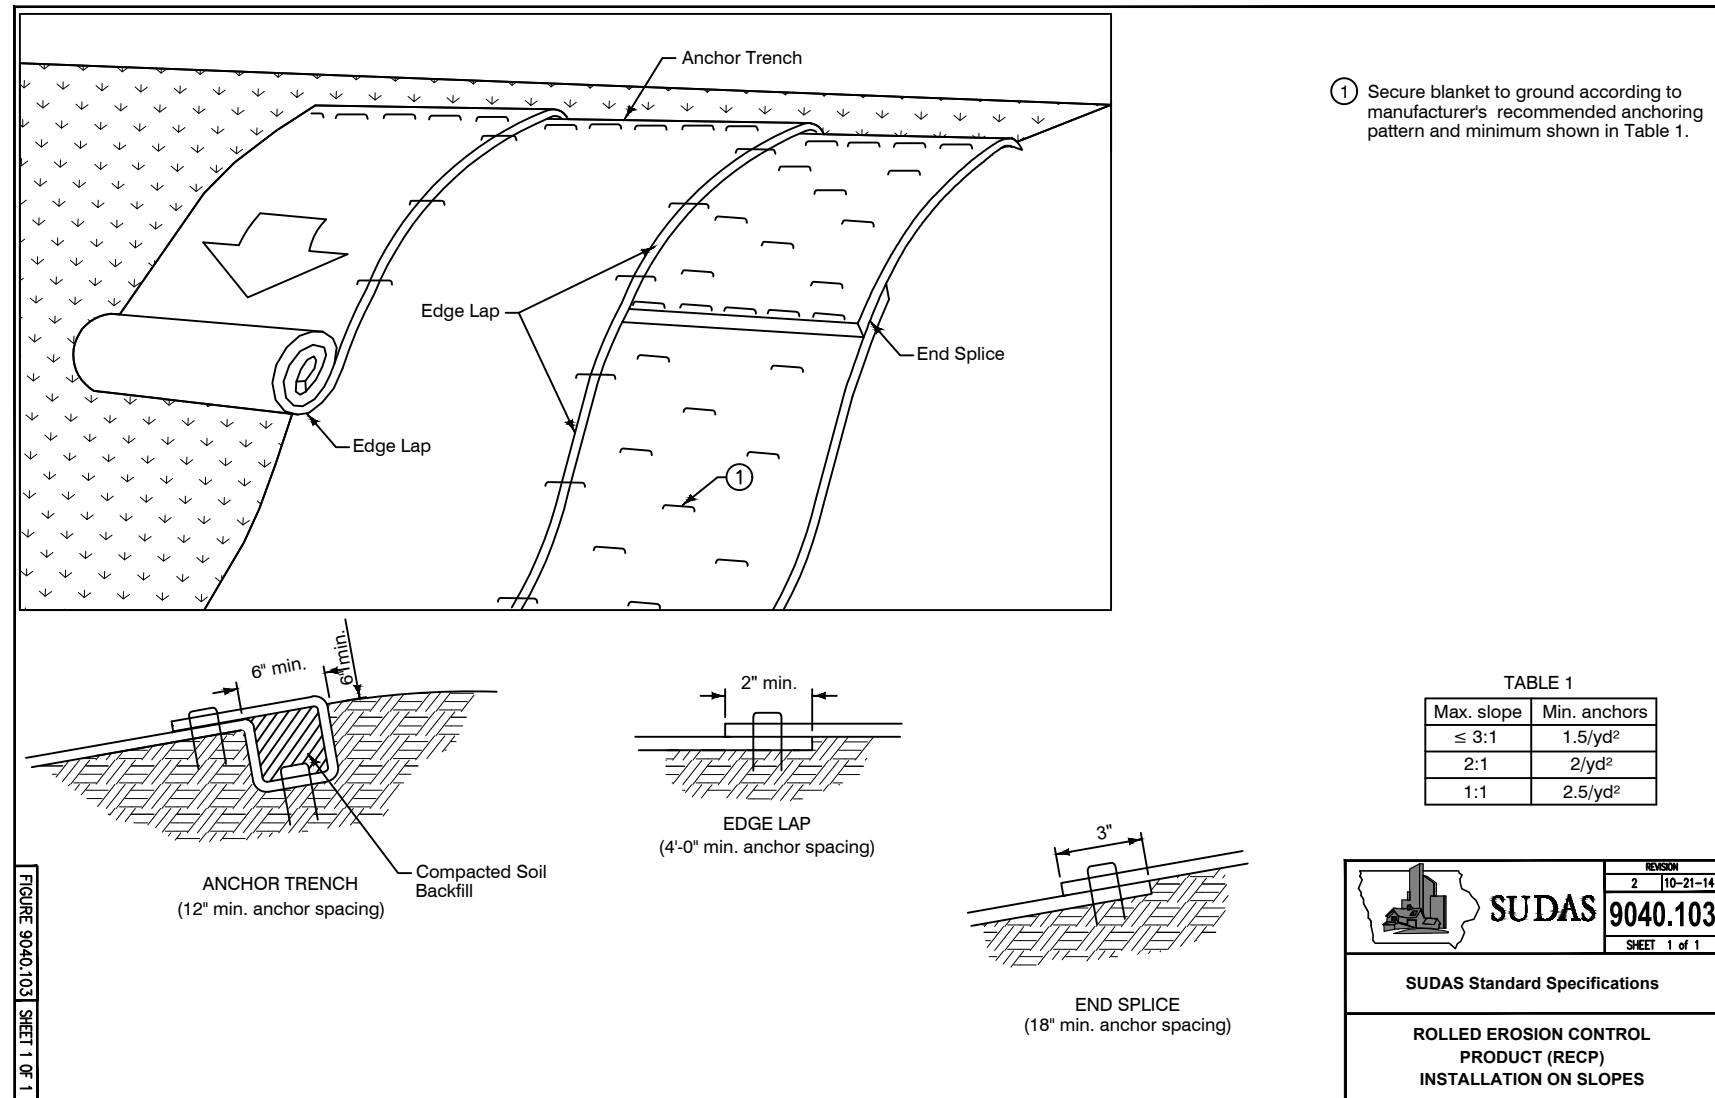 Anchor Trench
Edge Lap
End Splice
Edge Lap
1
1 Secure blanket to ground according to
manufacturer's recommended anchoring
pattern and minimum shown in Table 1.
6" min.
6" min.
Compacted Soil
Backfill
ANCHOR TRENCH
(12" min. anchor spacing)
2" min.
EDGE LAP
(4'-0" min. anchor spacing)
3"
END SPLICE
(18" min. anchor spacing)
TABLE 1
Max. slope Min. anchors
≤ 3:1 1.5/yd²
2:1 2/yd²
1:1 2.5/yd²
FIGURE 9040.103 SHEET 1 OF 1
SUDAS
REVISION
2 10-21-14
9040.103
SHEET 1 of 1
SUDAS Standard Specifications
ROLLED EROSION CONTROL
PRODUCT (RECP)
INSTALLATION ON SLOPES